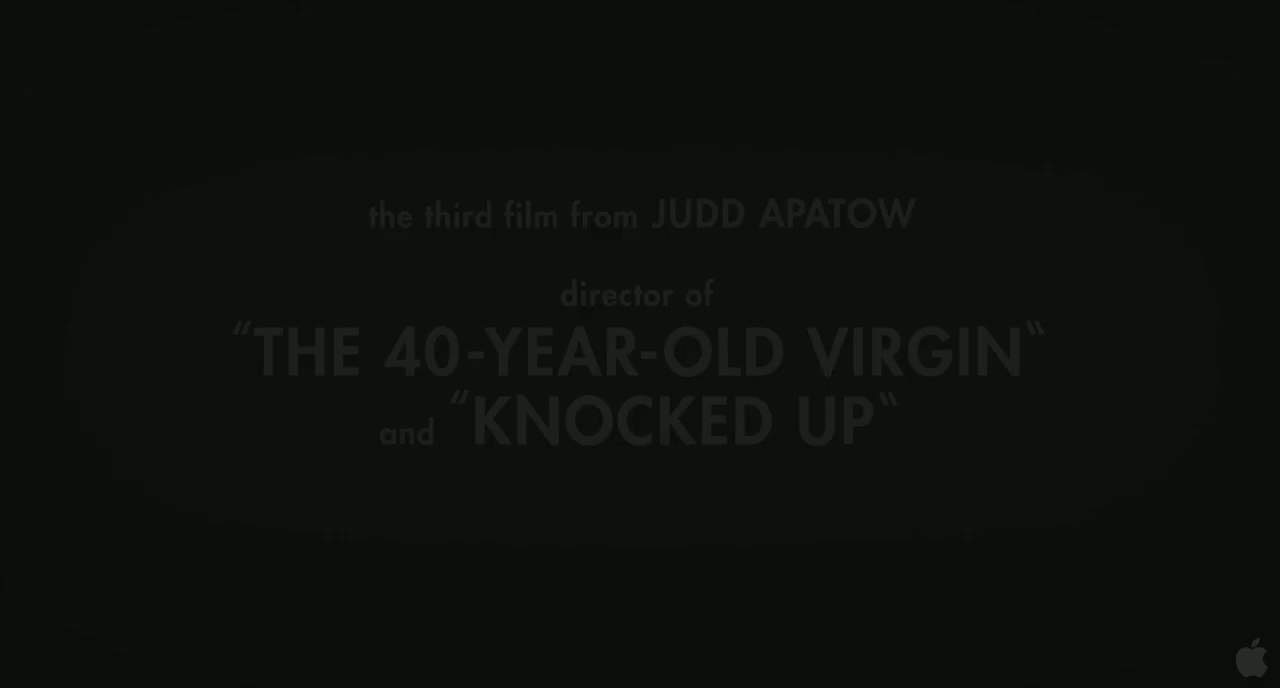 the third film from JUDD APATOW
director of
“THE 40-YEAR-OLD VIRGIN“
and “KNOCKED UP“